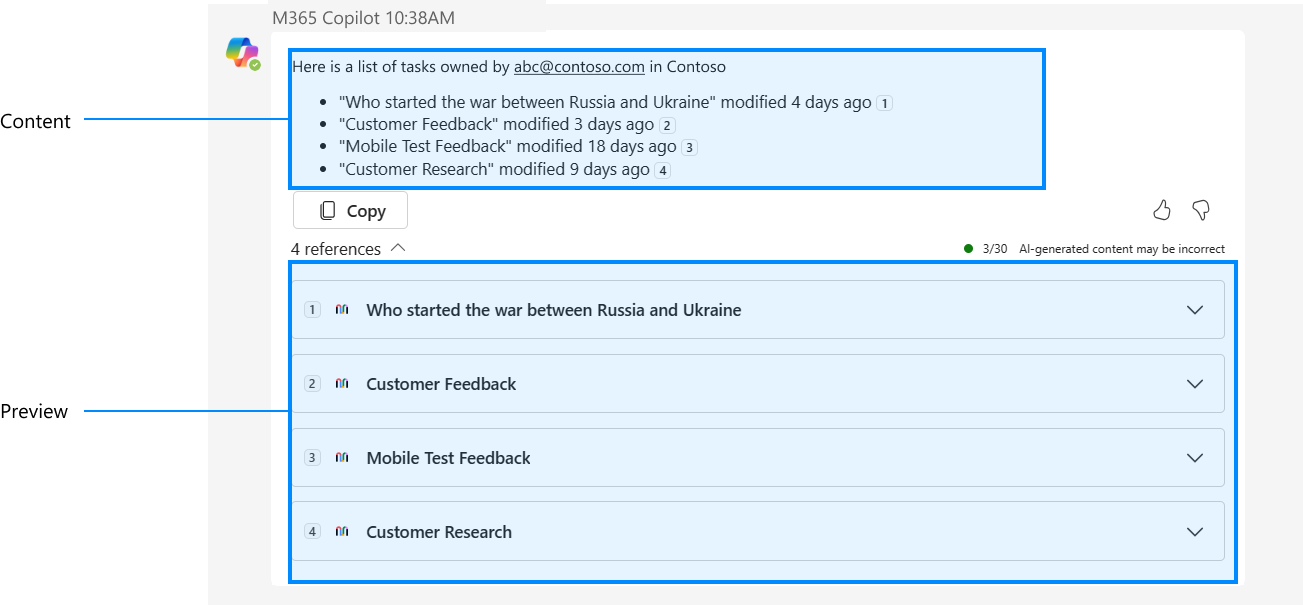 M365 Copilot 10:38AM
Here is a list of tasks owned by abc@contoso.com in Contoso
• "Who started the war between Russia and Ukraine" modified 4 days ago 1
• "Customer Feedback" modified 3 days ago 2
• "Mobile Test Feedback" modified 18 days ago 3
• "Customer Research" modified 9 days ago 4
Content
Copy
4 references
3/30 AI-generated content may be incorrect
1 Who started the war between Russia and Ukraine
2 Customer Feedback
Preview
3 Mobile Test Feedback
4 Customer Research